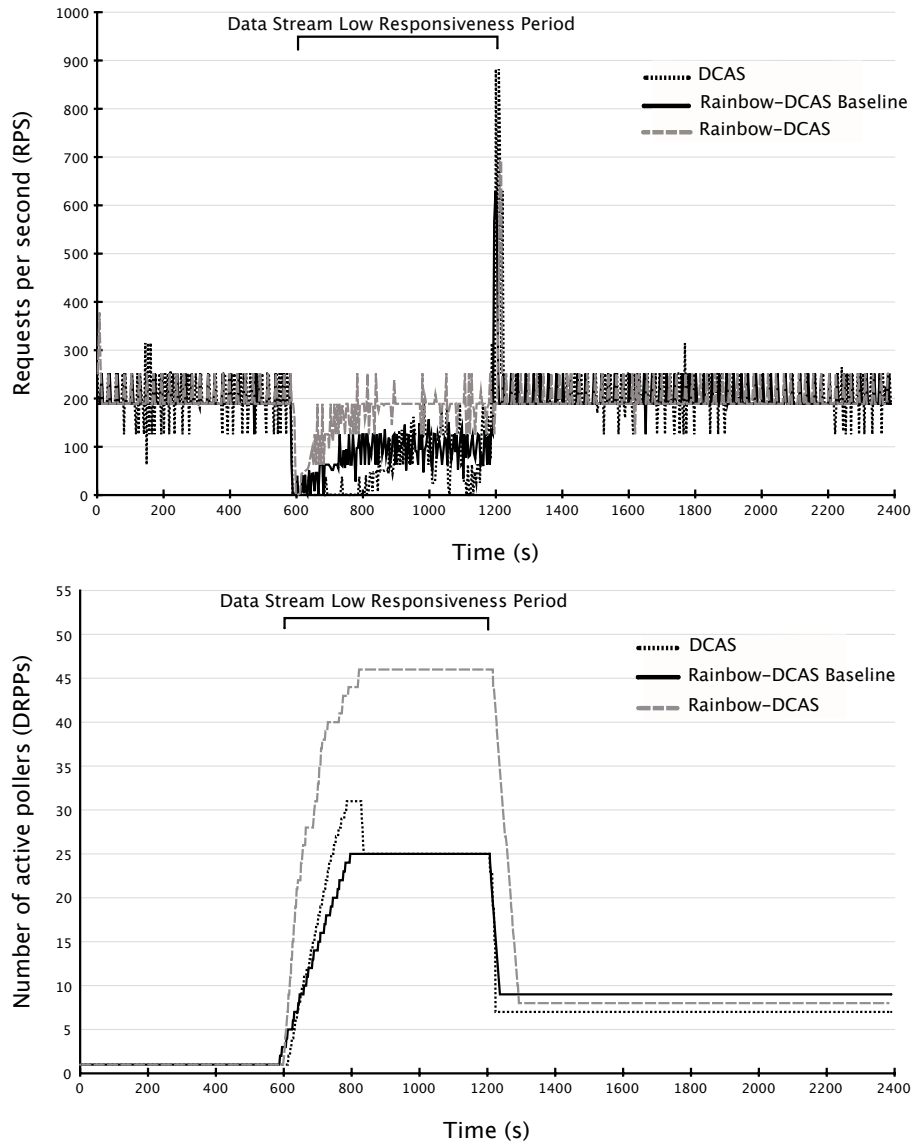 Data Stream Low Responsiveness Period
Requests per second (RPS)
1000
900
800
700
600
500
400
300
200
100
0
DCAS
Rainbow-DCAS Baseline
Rainbow-DCAS
0 200 400 600 800 1000 1200 1400 1600 1800 2000 2200 2400
Time (s)
Data Stream Low Responsiveness Period
Number of active pollers (DRPPs)
55
50
45
40
35
30
25
20
15
10
5
0
DCAS
Rainbow-DCAS Baseline
Rainbow-DCAS
0 200 400 600 800 1000 1200 1400 1600 1800 2000 2200 2400
Time (s)